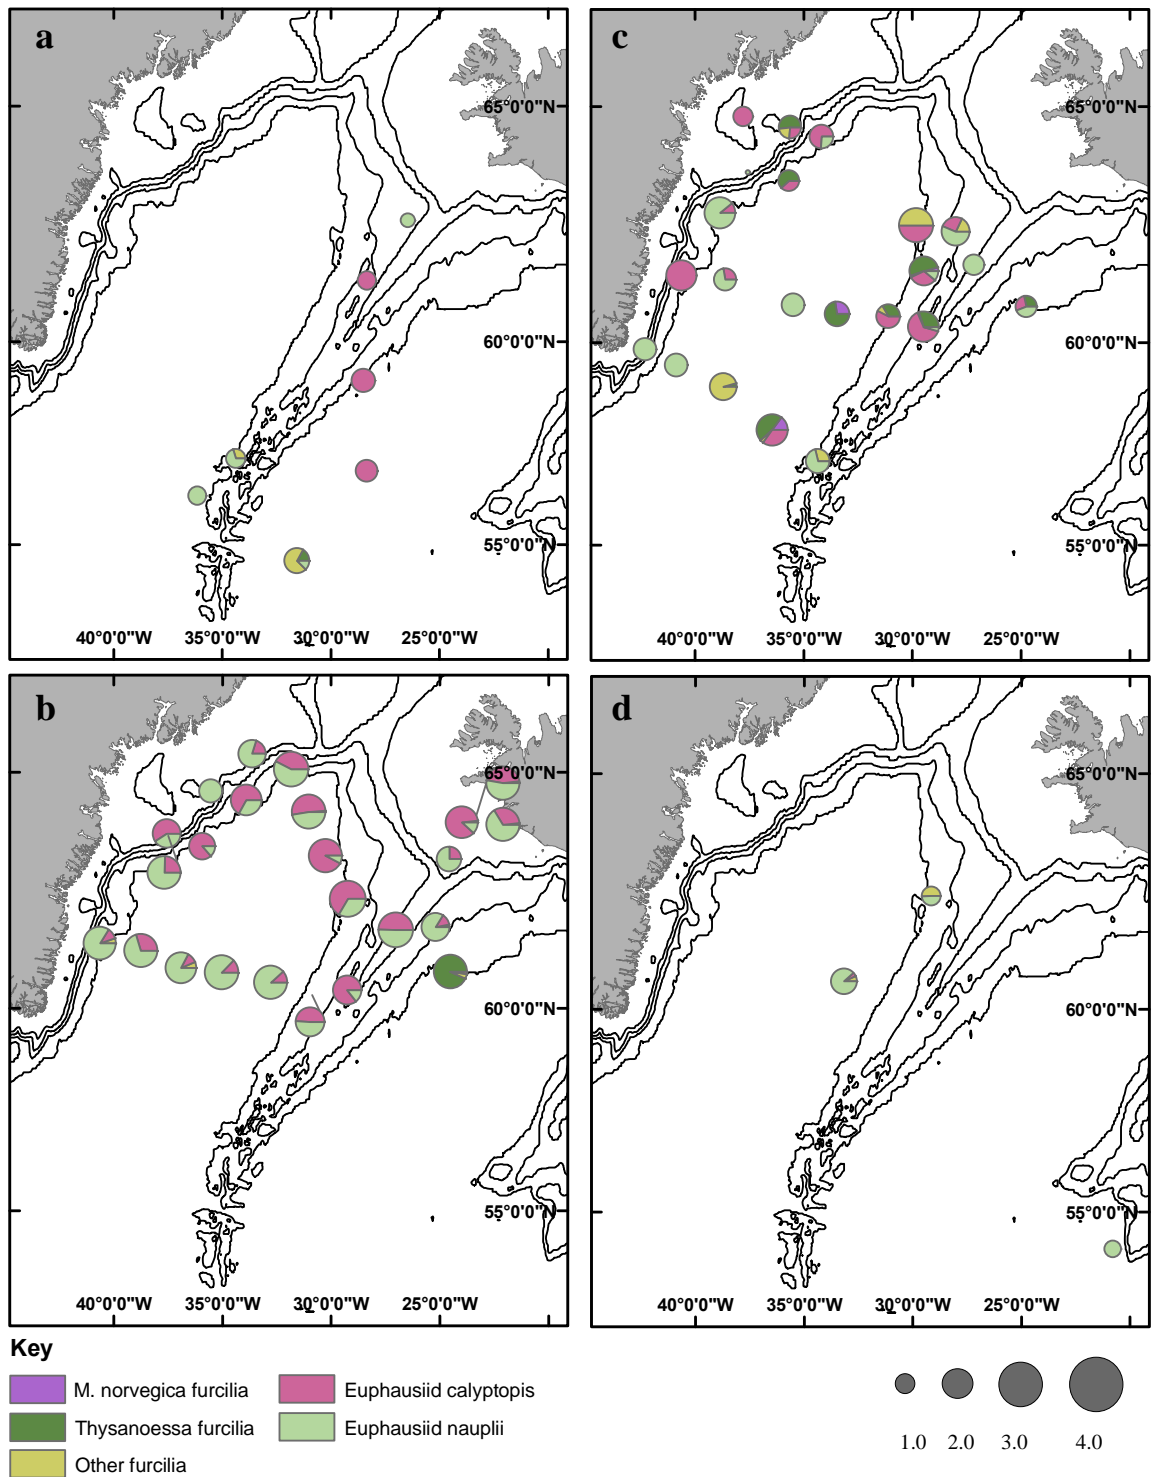 a
65°0'0"N
60°0'0"N
55°0'0"N
40°0'0"W 35°0'0"W 30°0'0"W 25°0'0"W
c
65°0'0"N
60°0'0"N
55°0'0"N
40°0'0"W 35°0'0"W 30°0'0"W 25°0'0"W
b
65°0'0"N
60°0'0"N
55°0'0"N
40°0'0"W 35°0'0"W 30°0'0"W 25°0'0"W
d
65°0'0"N
60°0'0"N
55°0'0"N
40°0'0"W 35°0'0"W 30°0'0"W 25°0'0"W
Key
M. norvegica furcilia
Thysanoessa furcilia
Other furcilia
Euphausiid calyptopis
Euphausiid nauplii
1.0 2.0 3.0 4.0